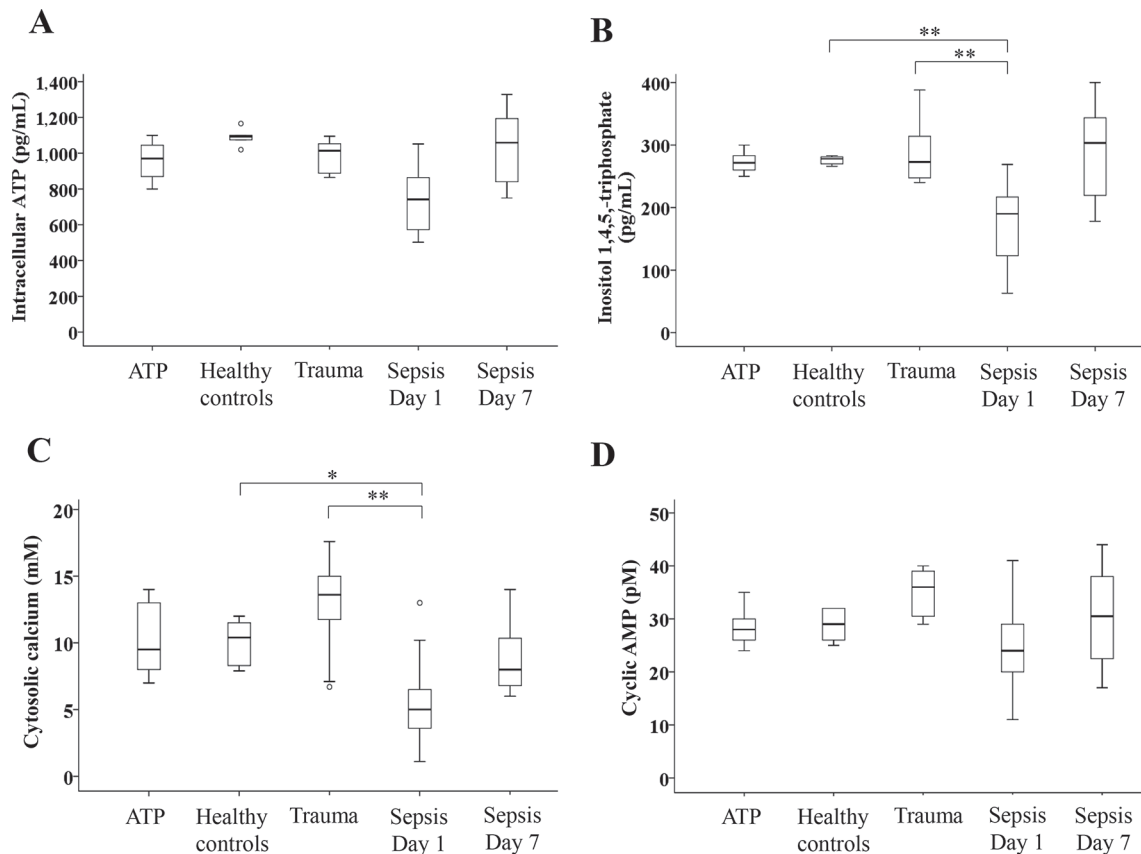 A
Intracellular ATP (pg/mL)
1,400
1,200
1,000
800
600
400
200
0
ATP
Healthy
controls
Trauma
Sepsis
Day 1
Sepsis
Day 7
B
**
**
Inositol 1,4,5,-triphosphate
(pg/mL)
400
300
200
100
0
ATP
Healthy
controls
Trauma
Sepsis
Day 1
Sepsis
Day 7
C
*
**
Cytosolic calcium (mM)
20
15
10
5
0
ATP
Healthy
controls
Trauma
Sepsis
Day 1
Sepsis
Day 7
D
Cyclic AMP (pM)
50
40
30
20
10
0
ATP
Healthy
controls
Trauma
Sepsis
Day 1
Sepsis
Day 7